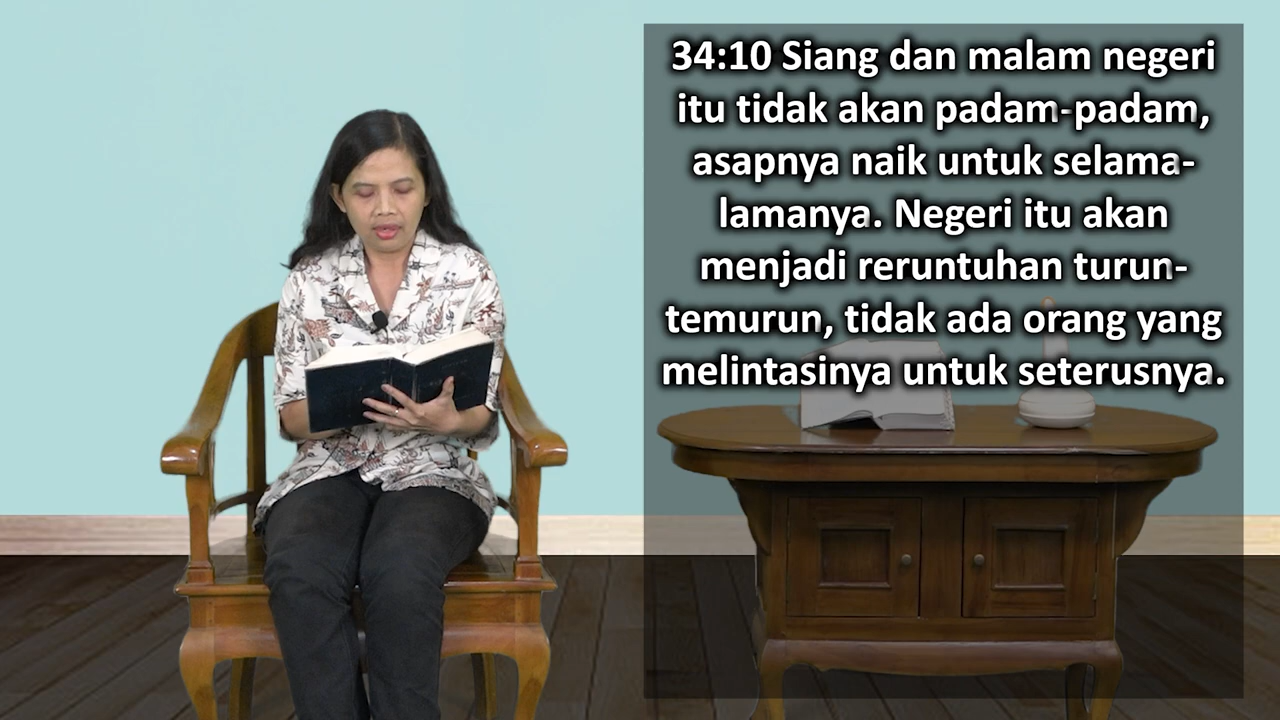 34:10 Siang dan malam negeri
itu tidak akan padam-padam,
asapnya naik untuk selama-
lamanya. Negeri itu akan
menjadi reruntuhan turun-
temurun, tidak ada orang yang
melintasinya untuk seterusnya.